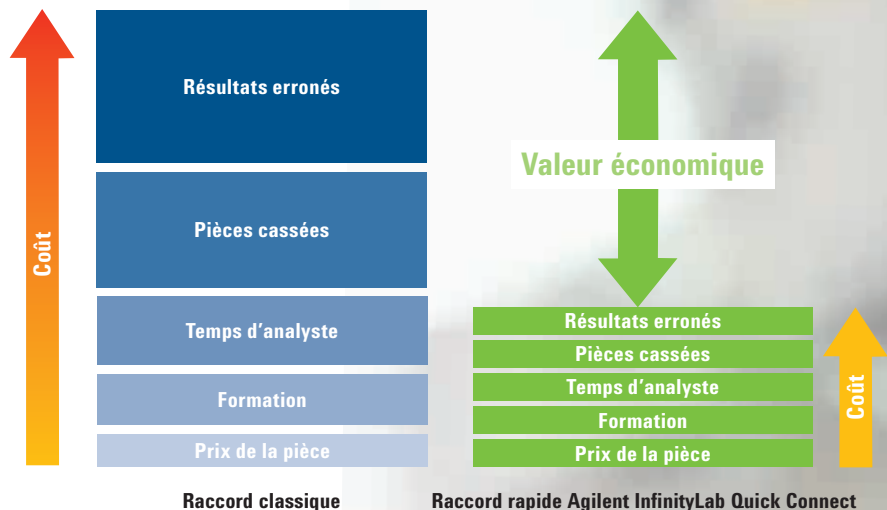 Coût
Résultats erronés
Pièces cassées
Temps d'analyste
Formation
Prix de la pièce
Raccord classique
Valeur économique
Résultats erronés
Pièces cassées
Temps d'analyste
Formation
Prix de la pièce
Coût
Raccord rapide Agilent InfinityLab Quick Connect